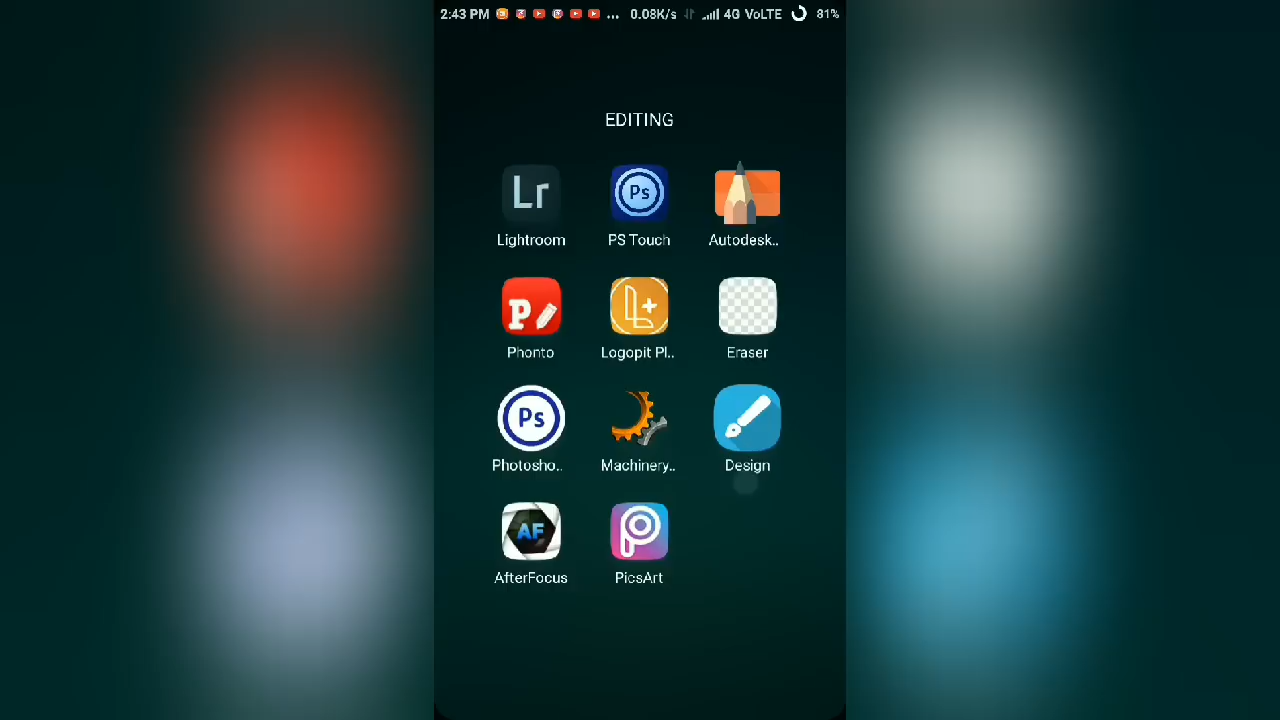 2:43 PM ... 0.08K/s 4G VoLTE 81%
EDITING
Lr Ps
Lightroom PS Touch Autodesk..
P L+
Phonto Logopit Pl.. Eraser
Ps
Photosho.. Machinery.. Design
AF
AfterFocus PicsArt